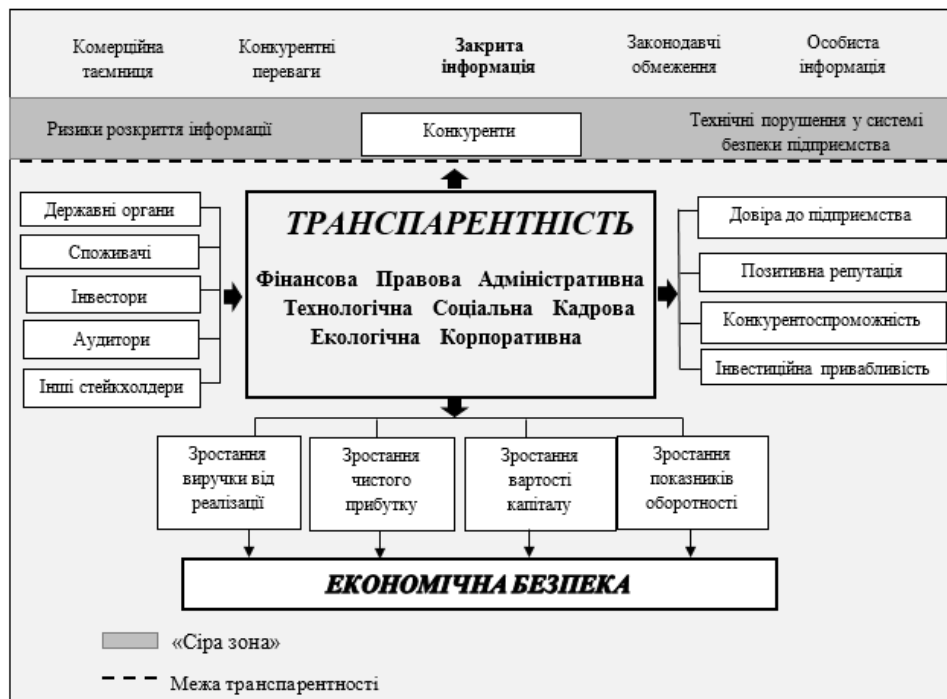 Комерційна
таємниця
Конкурентні
переваги
Закрита
інформація
Законодавчі
обмеження
Особиста
інформація
Ризики розкриття інформації
Конкуренти
Технічні порушення у системі
безпеки підприємства
Державні органи
Споживачі
Інвестори
Аудитори
Інші стейкхолдери
ТРАНСПАРЕНТНІСТЬ
Фінансова Правова Адміністративна
Технологічна Соціальна Кадрова
Екологічна Корпоративна
Довіра до підприємства
Позитивна репутація
Конкурентоспроможність
Інвестиційна привабливість
Зростання
виручки від
реалізації
Зростання
чистого
прибутку
Зростання
вартості
капіталу
Зростання
показників
оборотності
ЕКОНОМІЧНА БЕЗПЕКА
«Сіра зона»
Межа транспарентності